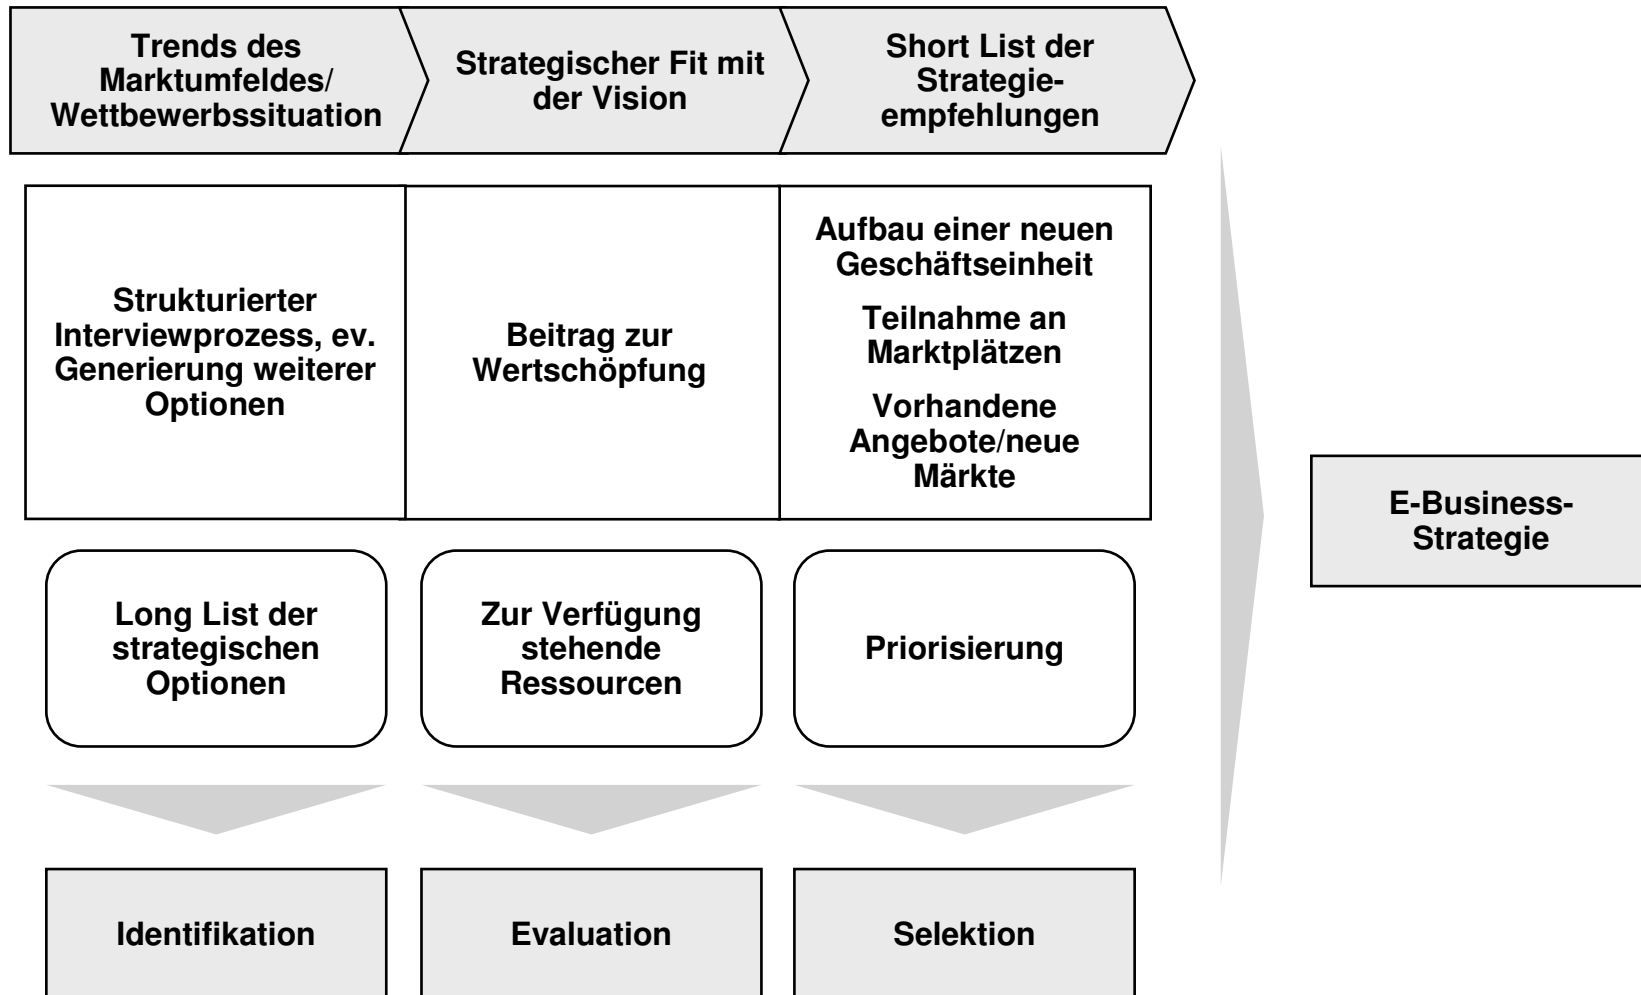 Trends des
Marktumfeldes/
Wettbewerbssituation
Strategischer Fit mit
der Vision
Short List der
Strategie-
empfehlungen
Strukturierter
Interviewprozess, ev.
Generierung weiterer
Optionen
Beitrag zur
Wertschöpfung
Aufbau einer neuen
Geschäftseinheit
Teilnahme an
Marktplätzen
Vorhandene
Angebote/neue
Märkte
E-Business-
Strategie
Long List der
strategischen
Optionen
Zur Verfügung
stehende
Ressourcen
Priorisierung
Identifikation
Evaluation
Selektion